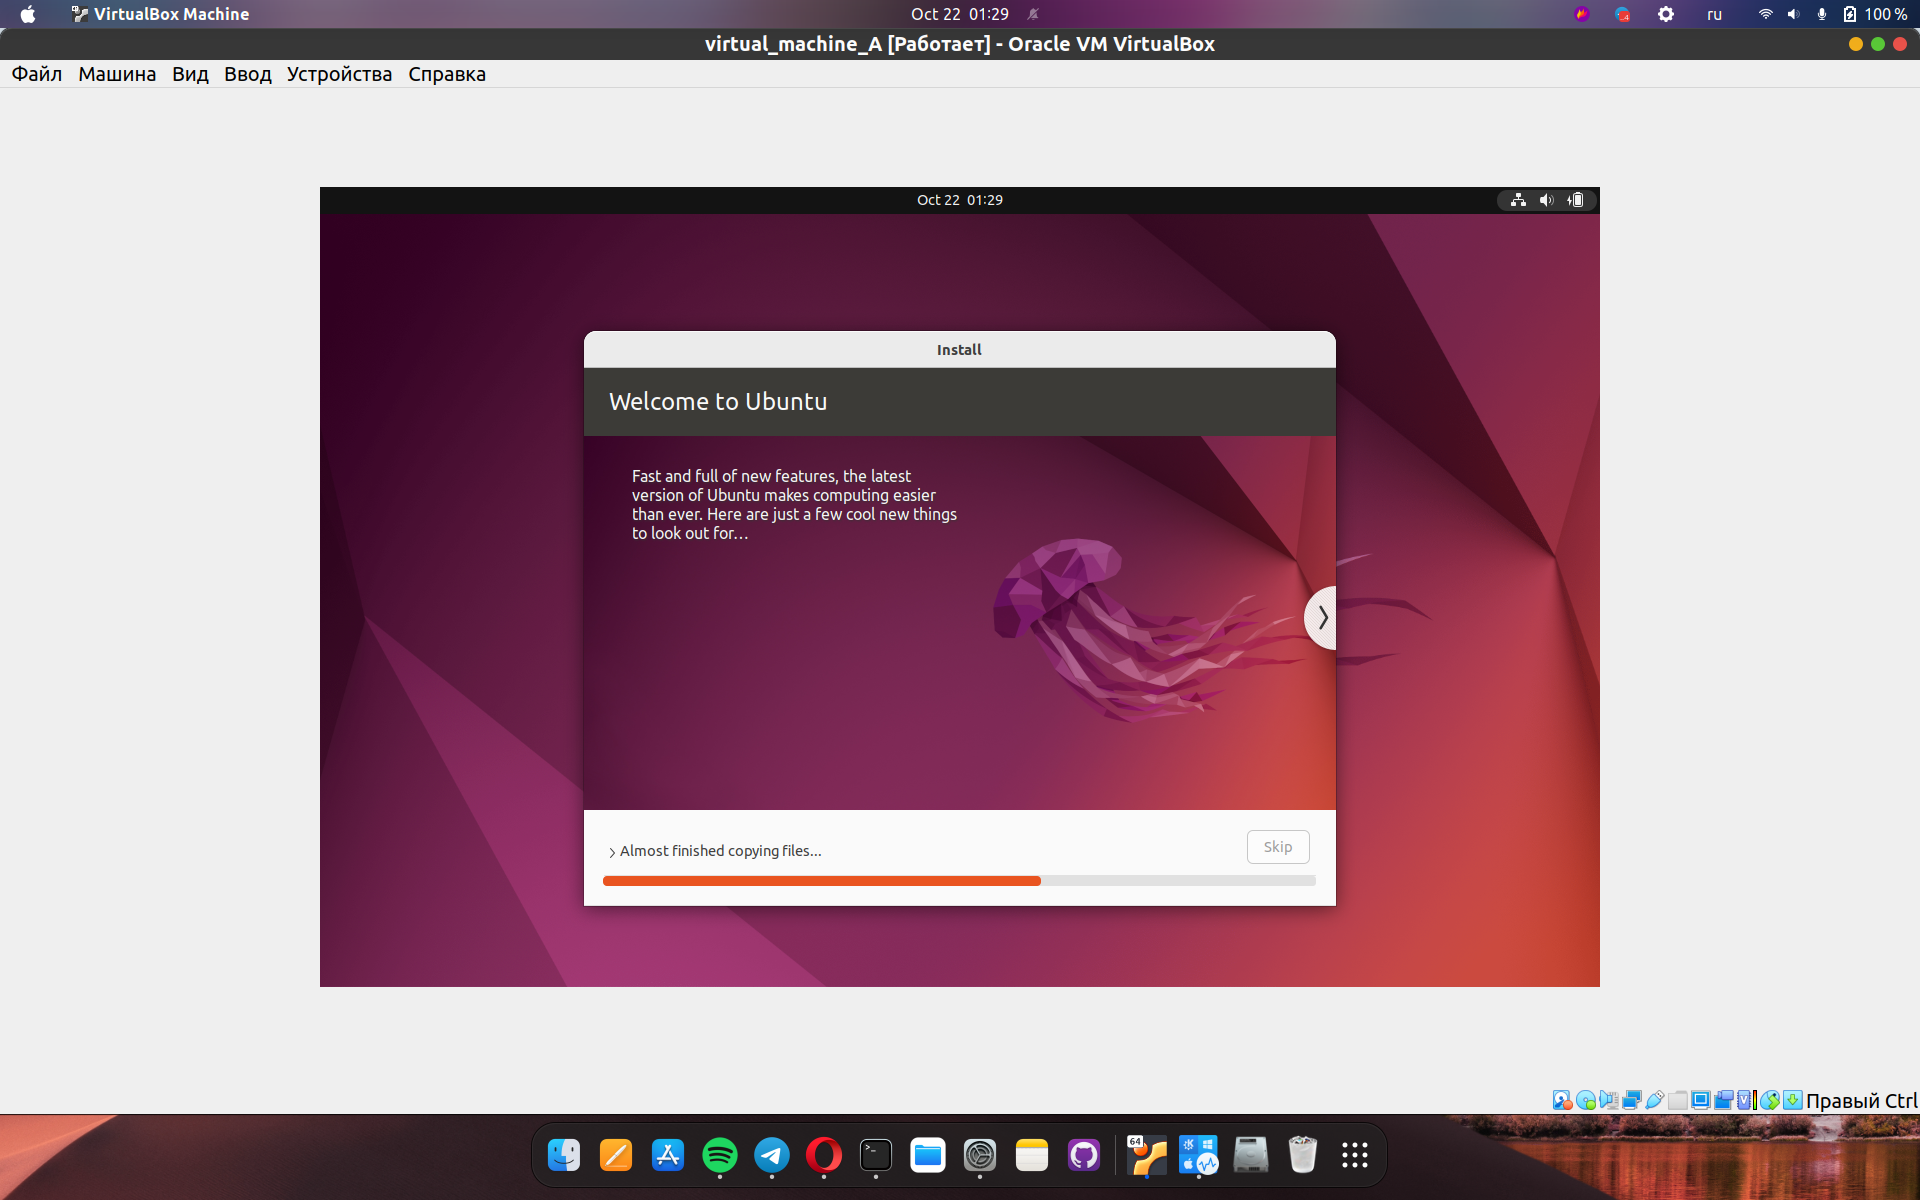 VirtualBox Machine
Oct 22 01:29
ru
100 %
virtual_machine_A [Работает] - Oracle VM VirtualBox
Файл Машина Вид Ввод Устройства Справка
Oct 22 01:29
Install
Welcome to Ubuntu
Fast and full of new features, the latest
version of Ubuntu makes computing easier
than ever. Here are just a few cool new things
to look out for…
Almost finished copying files...
Skip
Правый Ctrl
64